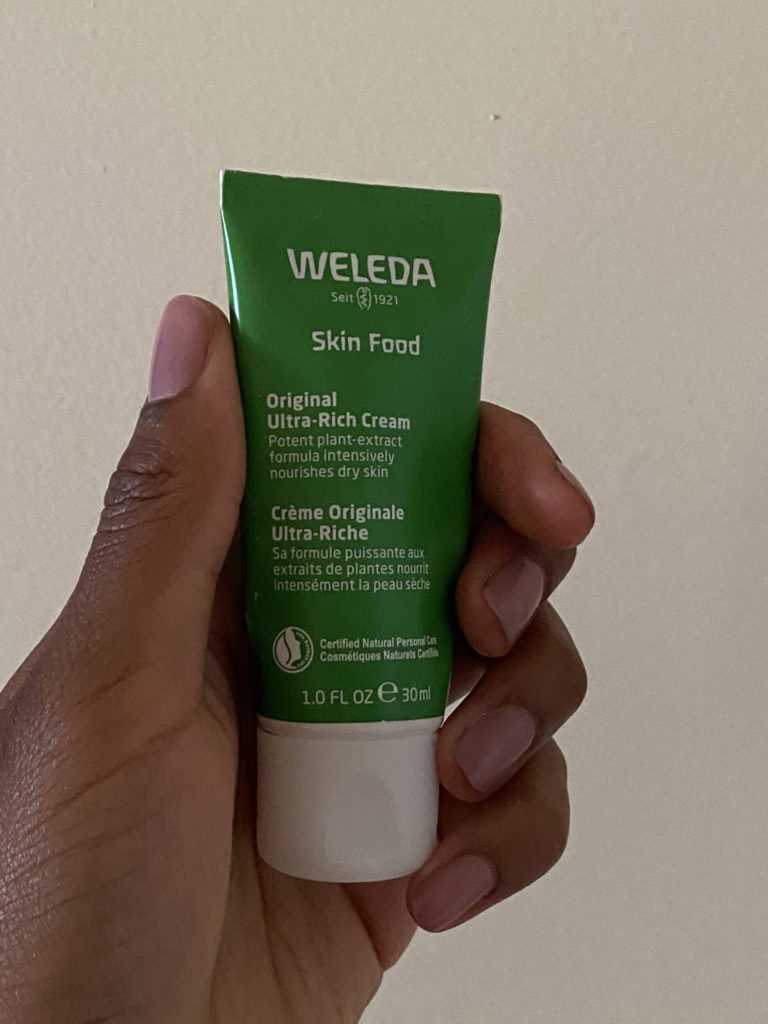 WELEDA
Seit 1921
Skin Food
Original
Ultra-Rich Cream
Potent plant-extract
formula intensively
nourishes dry skin
Crème Originale
Ultra-Riche
Sa formule puissante aux
extraits de plantes nourrit
intensément la peau sèche
Certified Natural Personal Care
Cosmétiques Naturels Certifiés
1.0 FL OZ e 30 ml